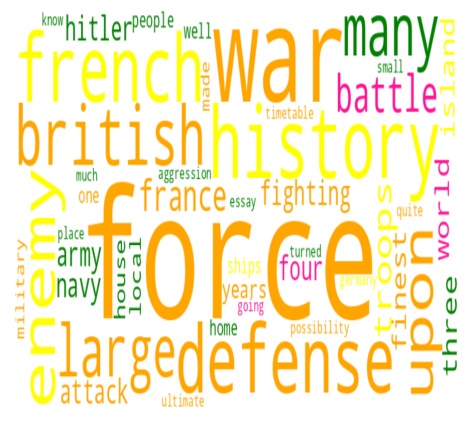 know hitler people well war many
small
french made battle island
timetable
british history
much aggression
one france essay fighting
enemy force troops world quite
place army house local
turned
military navy ships four germany finest upon three
years
going
home possibility
large defense
attack ultimate